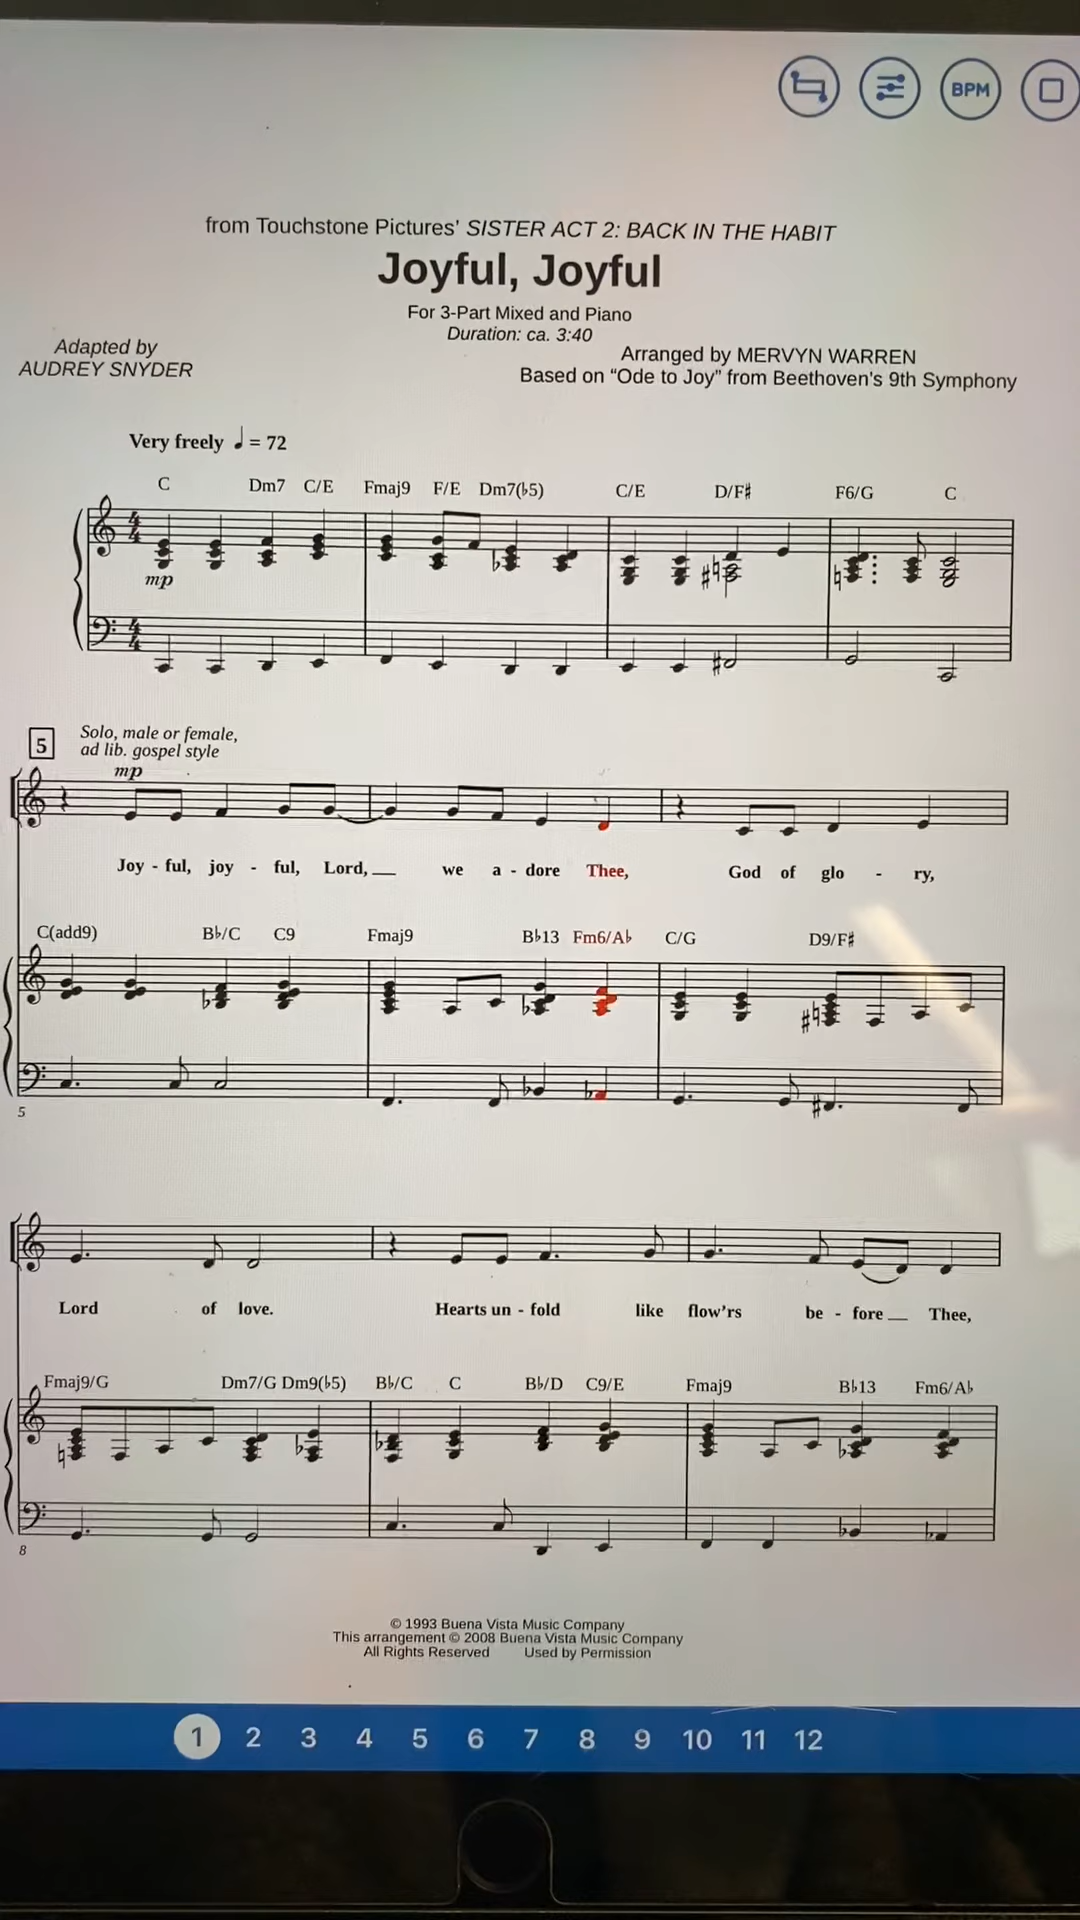 BPM
from Touchstone Pictures’ SISTER ACT 2: BACK IN THE HABIT
Joyful, Joyful
For 3-Part Mixed and Piano
Duration: ca. 3:40
Adapted by
AUDREY SNYDER
Arranged by MERVYN WARREN
Based on “Ode to Joy” from Beethoven’s 9th Symphony
Very freely ♩ = 72
C Dm7 C/E Fmaj9 F/E Dm7(♭5) C/E D/F♯ F6/G C
4 4
mp
4 4
5 Solo, male or female,
ad lib. gospel style
mp
Joy - ful, joy - ful, Lord, __ we a - dore Thee, God of glo - ry,
C(add9) B♭/C C9 Fmaj9 B♭13 Fm6/A♭ C/G D9/F♯
5
Lord of love. Hearts un - fold like flow’rs be - fore __ Thee,
Fmaj9/G Dm7/G Dm9(♭5) B♭/C C B♭/D C9/E Fmaj9 B♭13 Fm6/A♭
8
© 1993 Buena Vista Music Company
This arrangement © 2008 Buena Vista Music Company
All Rights Reserved Used by Permission
1 2 3 4 5 6 7 8 9 10 11 12